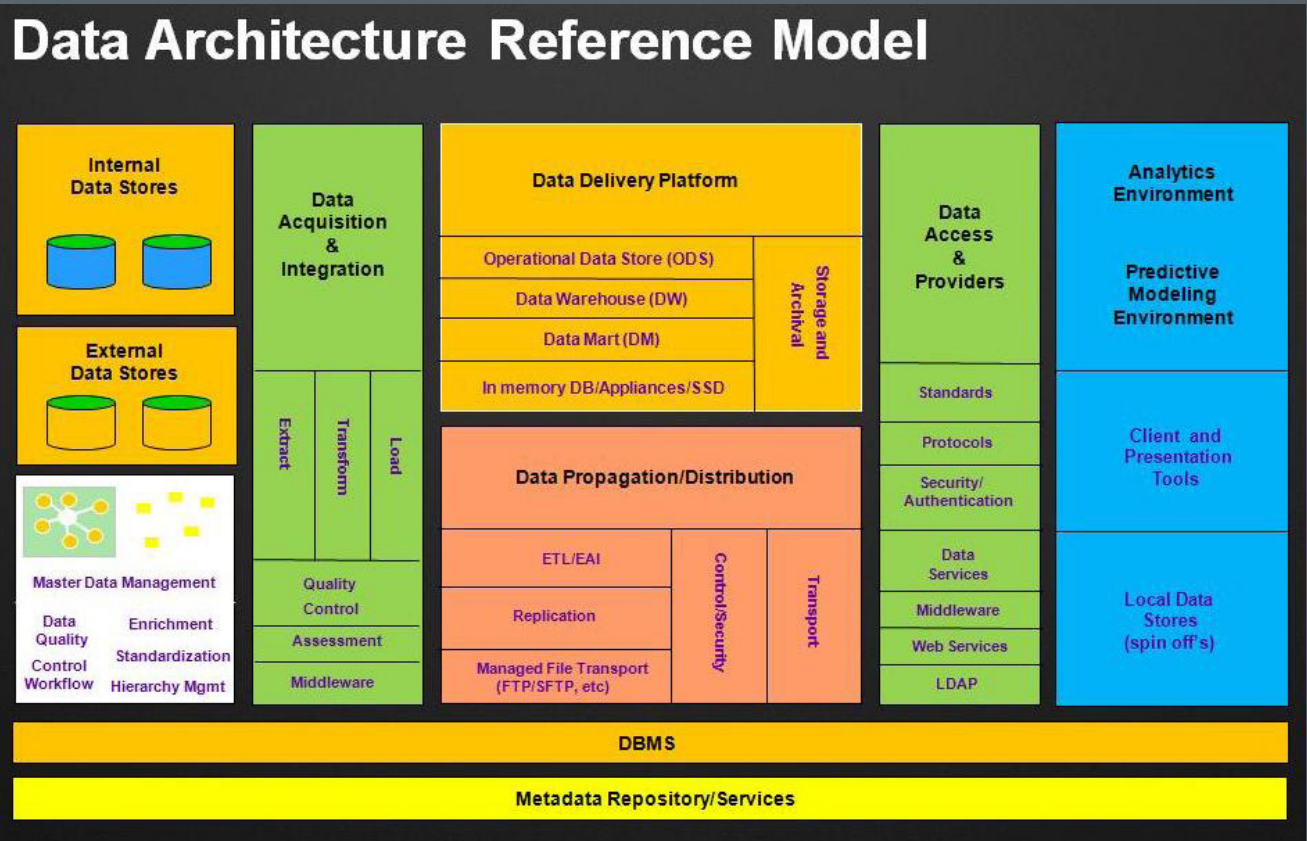 Data Architecture Reference Model
Internal
Data Stores
External
Data Stores
Master Data Management
Data
Quality
Control
Workflow
Enrichment
Standardization
Hierarchy Mgmt
Data
Acquisition
&
Integration
Extract
Transform
Load
Quality
Control
Assessment
Middleware
Data Delivery Platform
Operational Data Store (ODS)
Data Warehouse (DW)
Data Mart (DM)
In memory DB/Appliances/SSD
Storage and
Archival
Data Propagation/Distribution
ETL/EAI
Replication
Managed File Transport
(FTP/SFTP, etc)
Control/Security
Transport
Data
Access
&
Providers
Standards
Protocols
Security/
Authentication
Data
Services
Middleware
Web Services
LDAP
Analytics
Environment
Predictive
Modeling
Environment
Client and
Presentation
Tools
Local Data
Stores
(spin off's)
DBMS
Metadata Repository/Services